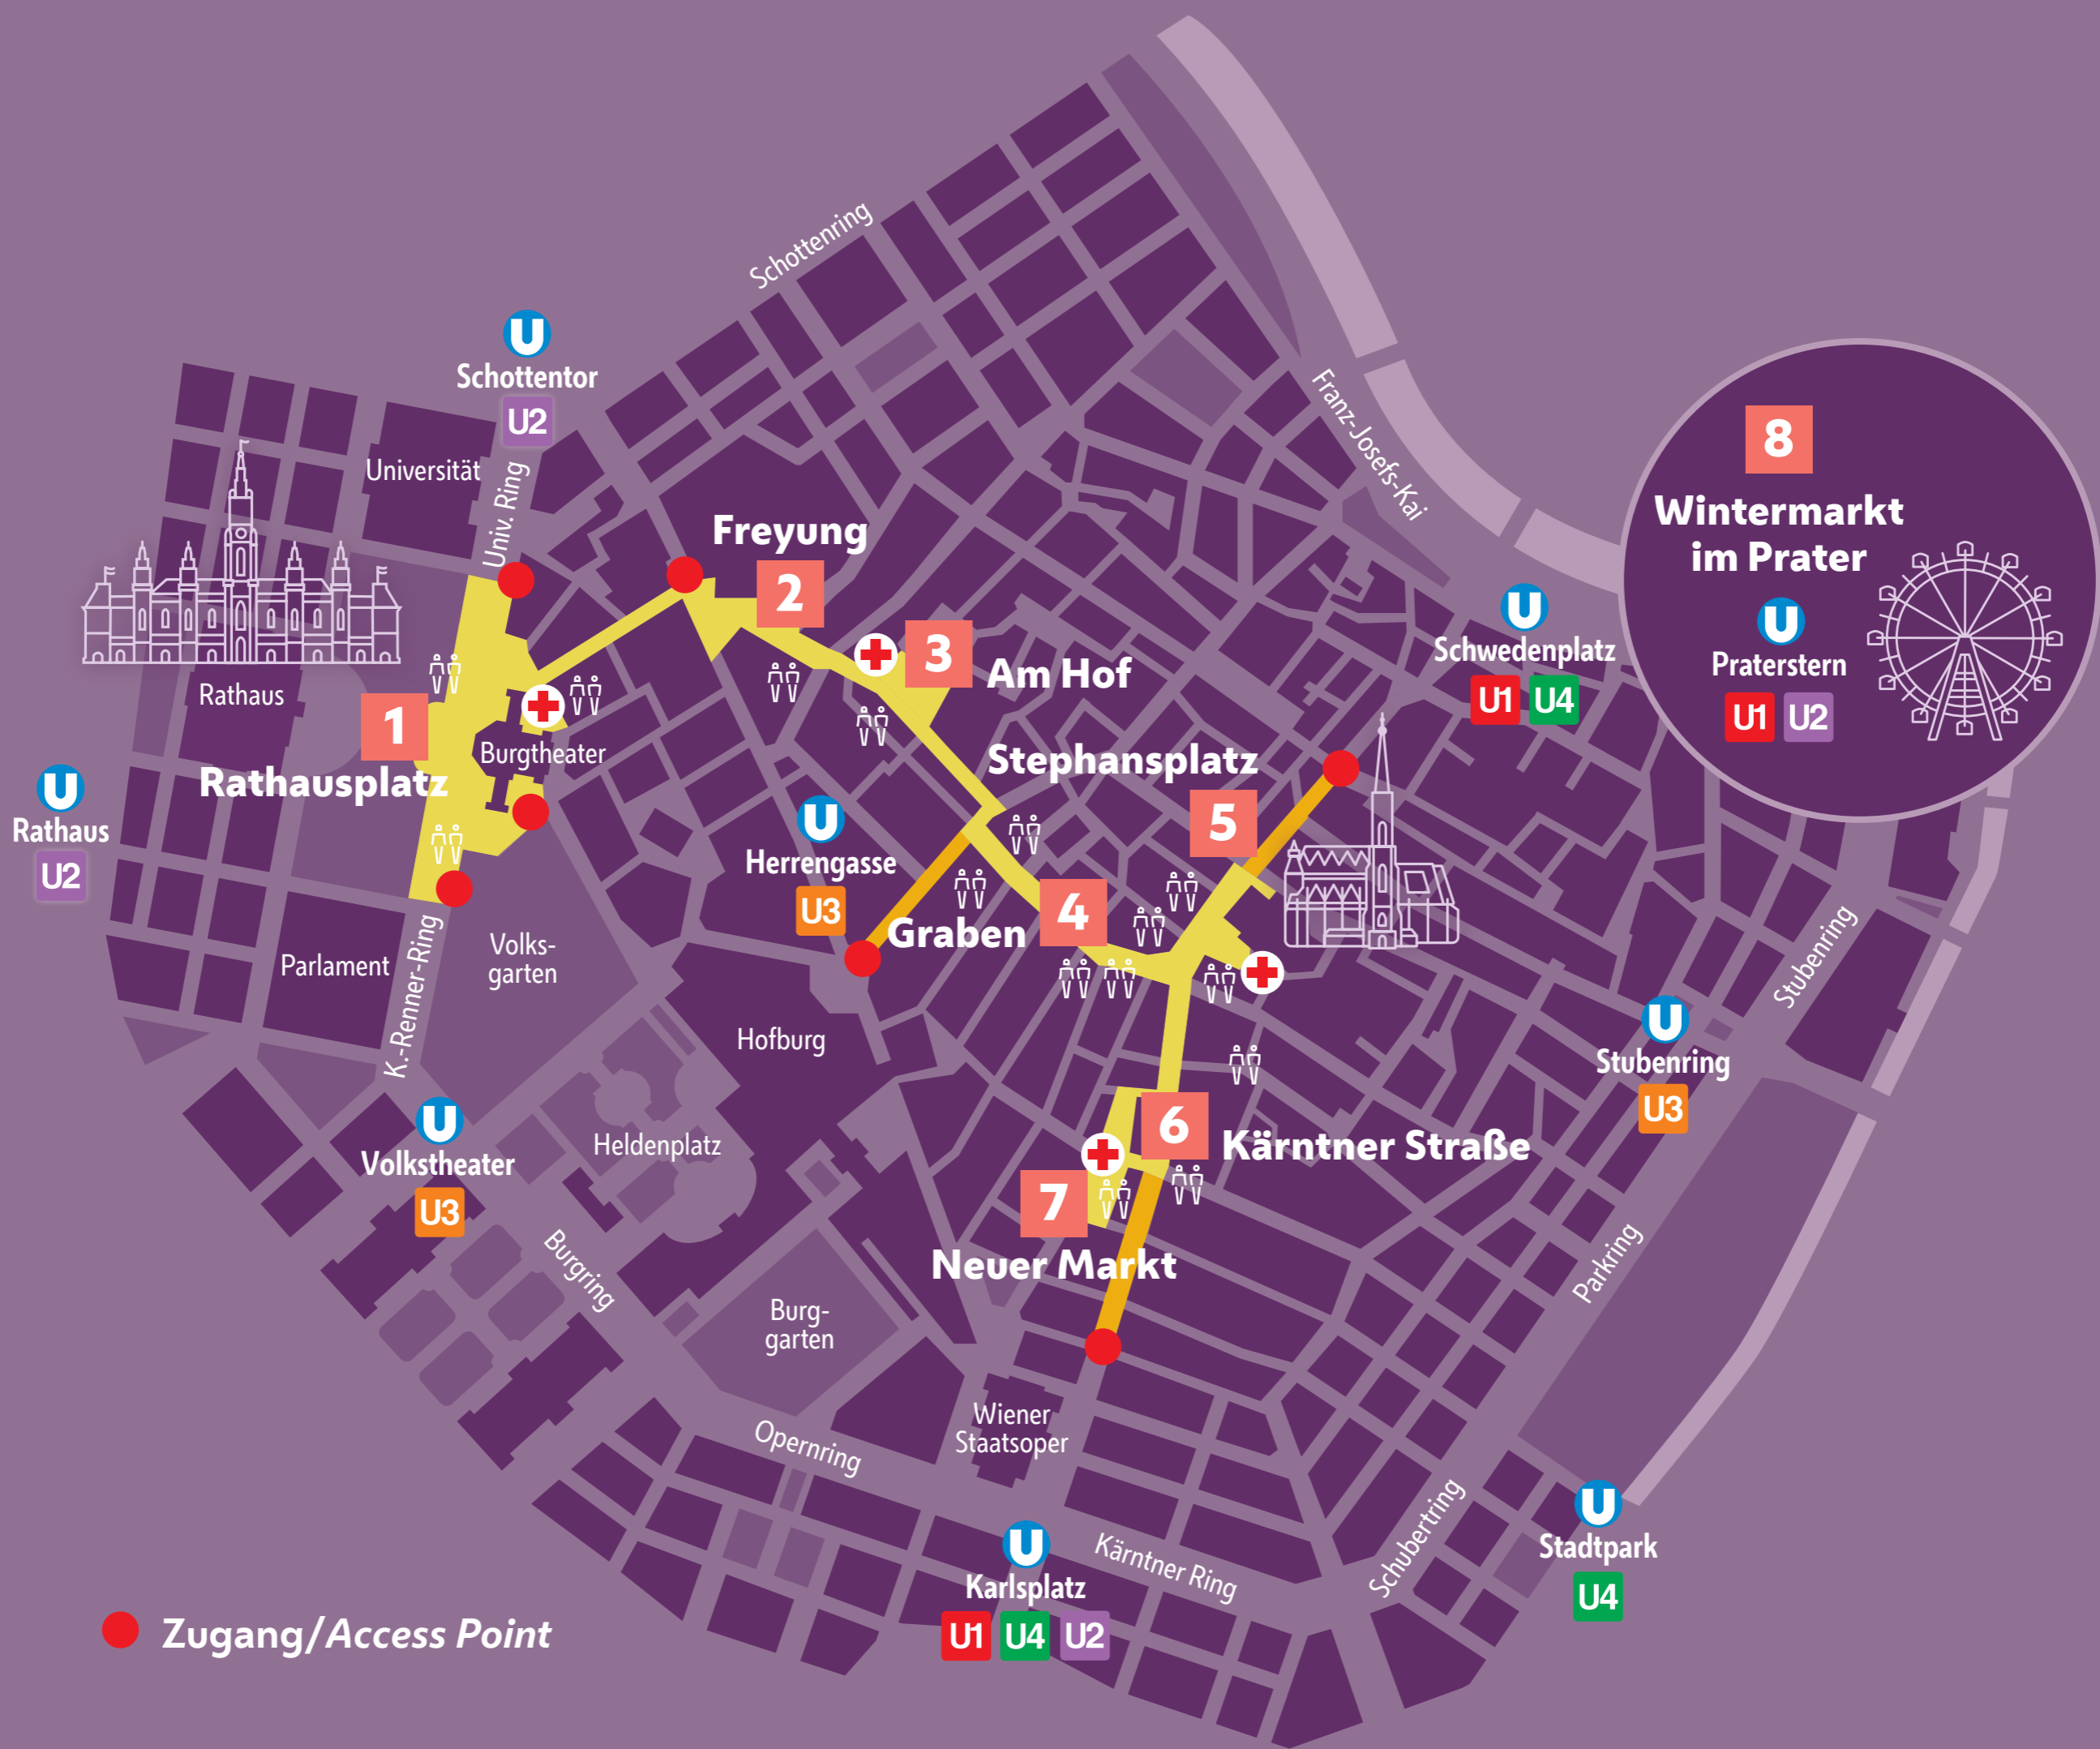 Schottenring
U
Schottentor
U2
Universität
Univ. Ring
Franz-Josefs-Kai
8
Wintermarkt
im Prater
U
Praterstern
U1 U2
Freyung
2
3
Am Hof
U
Schwedenplatz
U1 U4
Rathaus
1
Rathausplatz
Burgtheater
Stephansplatz
5
U
Rathaus
U2
U
Herrengasse
U3
Graben
4
Parlament
K.-Renner-Ring
Volks-
garten
Hofburg
Stubenring
U
Stubenring
U3
U
Volkstheater
U3
Heldenplatz
6
Kärntner Straße
7
Neuer Markt
Burgring
Burg-
garten
Parkring
Opernring
Wiener
Staatsoper
Kärntner Ring
Schubertring
U
Stadtpark
U4
U
Karlsplatz
U1 U4 U2
Zugang/Access Point